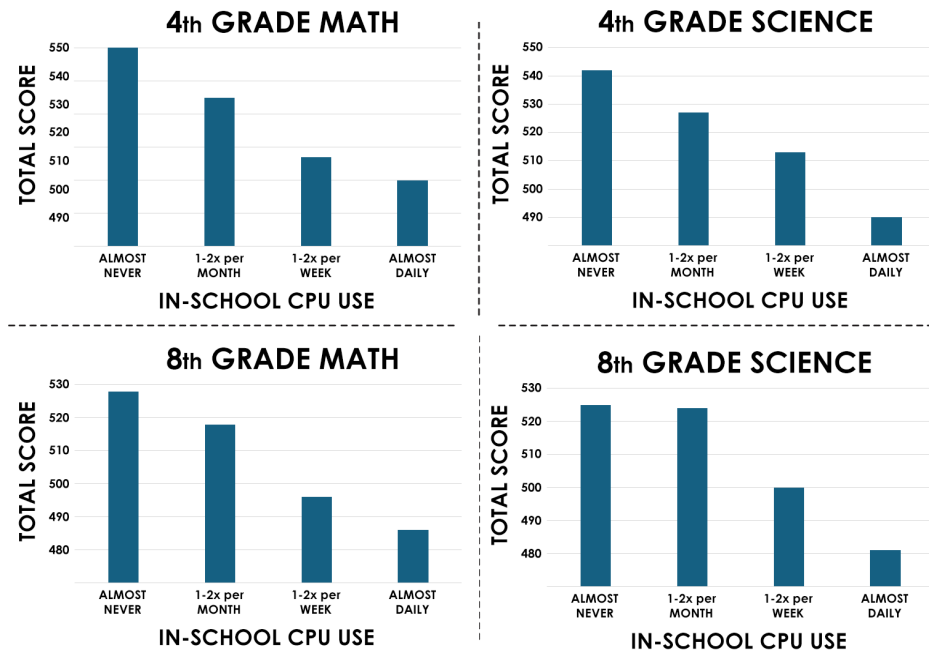 4th GRADE MATH
TOTAL SCORE
550
540
530
520
510
500
490
ALMOST NEVER
1-2x per MONTH
1-2x per WEEK
ALMOST DAILY
IN-SCHOOL CPU USE
4th GRADE SCIENCE
TOTAL SCORE
550
540
530
520
510
500
490
ALMOST NEVER
1-2x per MONTH
1-2x per WEEK
ALMOST DAILY
IN-SCHOOL CPU USE
8th GRADE MATH
TOTAL SCORE
530
520
510
500
490
480
ALMOST NEVER
1-2x per MONTH
1-2x per WEEK
ALMOST DAILY
IN-SCHOOL CPU USE
8th GRADE SCIENCE
TOTAL SCORE
530
520
510
500
490
480
ALMOST NEVER
1-2x per MONTH
1-2x per WEEK
ALMOST DAILY
IN-SCHOOL CPU USE